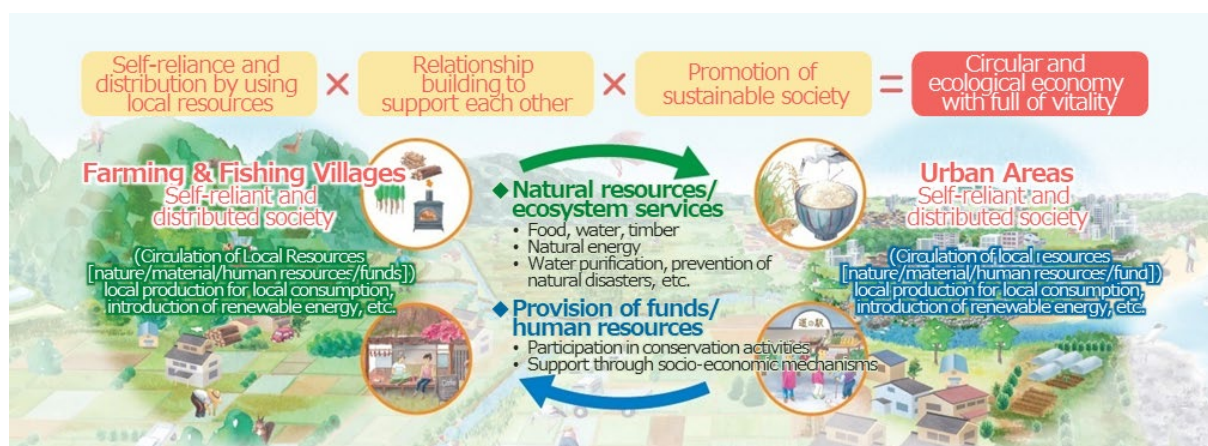 Self-reliance and
distribution by using
local resources
×
Relationship
building to
support each other
×
Promotion of
sustainable society
=
Circular and
ecological economy
with full of vitality
Farming & Fishing Villages
Self-reliant and
distributed society
(Circulation of Local Resources
[nature/material/human resources/funds])
local production for local consumption,
introduction of renewable energy, etc.
◆Natural resources/
ecosystem services
• Food, water, timber
• Natural energy
• Water purification, prevention of
natural disasters, etc.
◆Provision of funds/
human resources
• Participation in conservation activities
• Support through socio-economic mechanisms
Urban Areas
Self-reliant and
distributed society
(Circulation of local resources
[nature/material/human resources/fund])
local production for local consumption,
introduction of renewable energy, etc.
道の駅